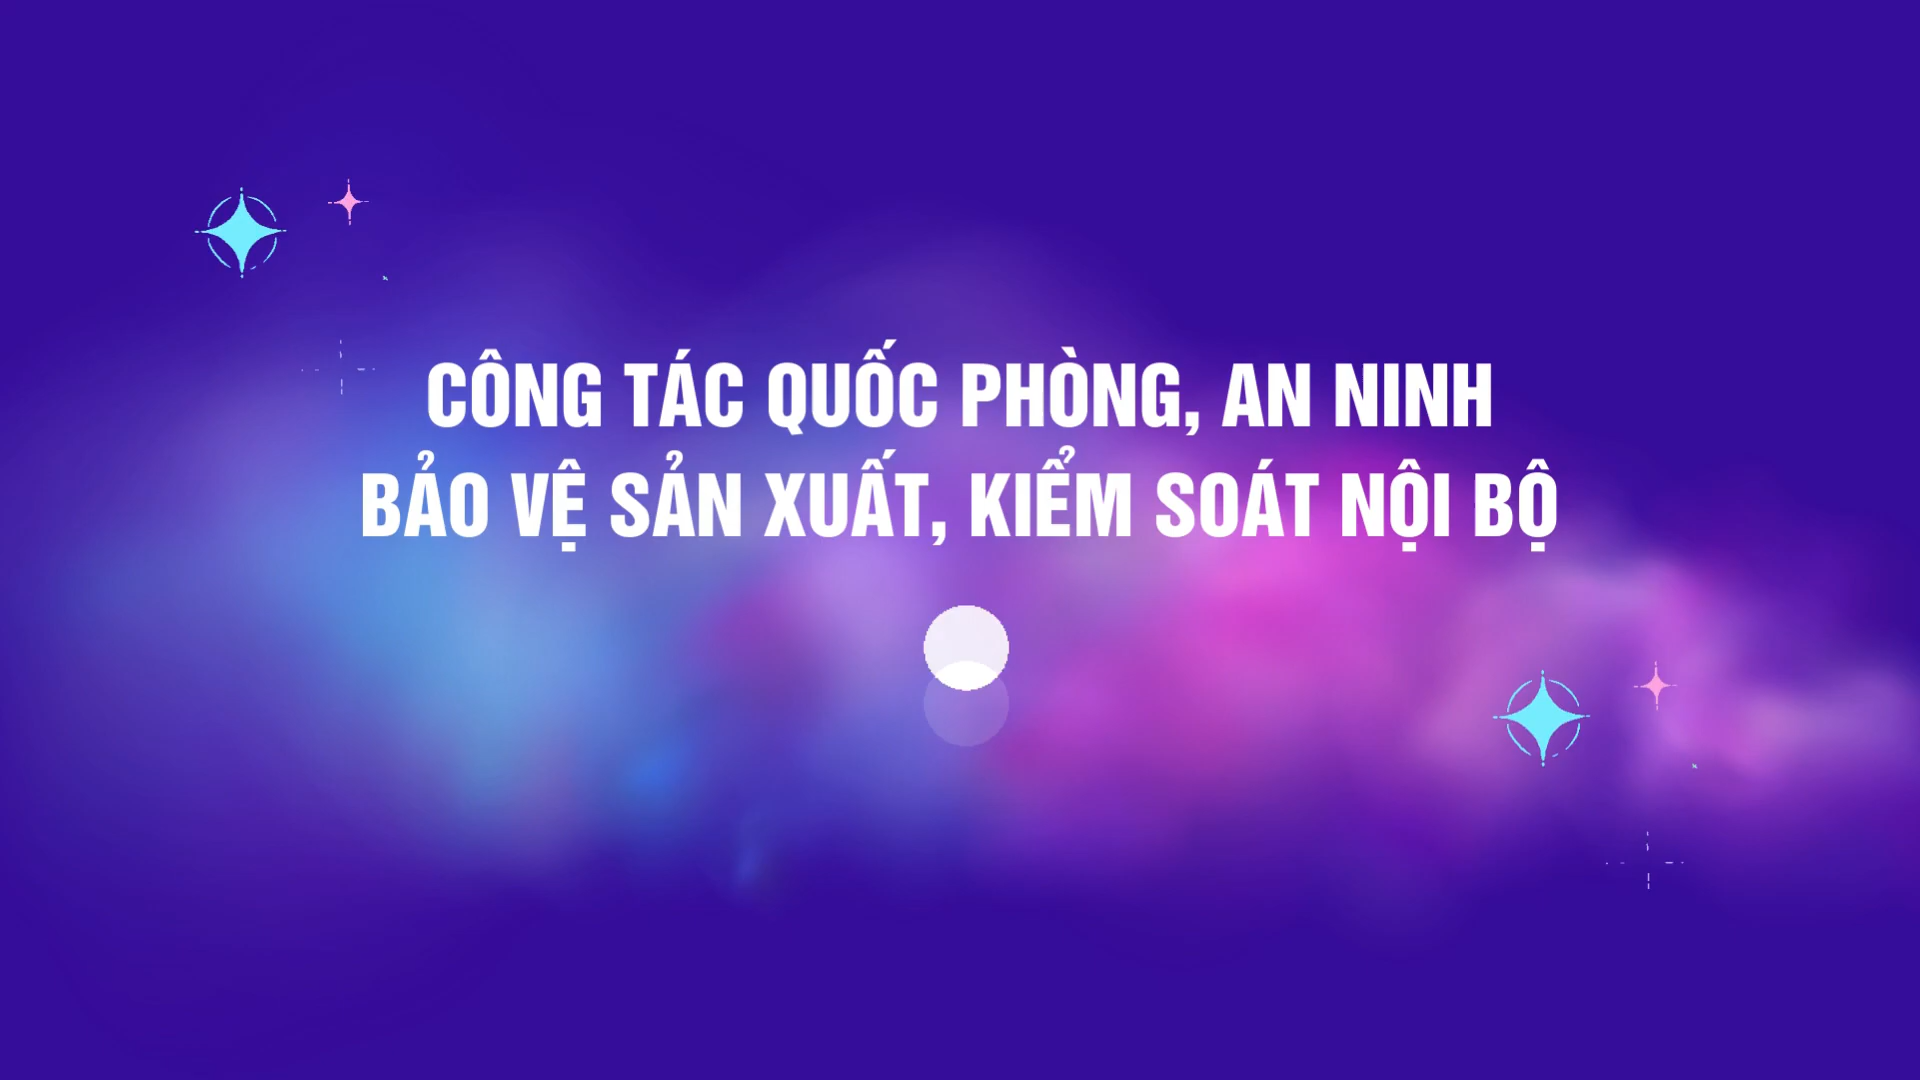 CÔNG TÁC QUỐC PHÒNG, AN NINH
BẢO VỆ SẢN XUẤT, KIỂM SOÁT NỘI BỘ